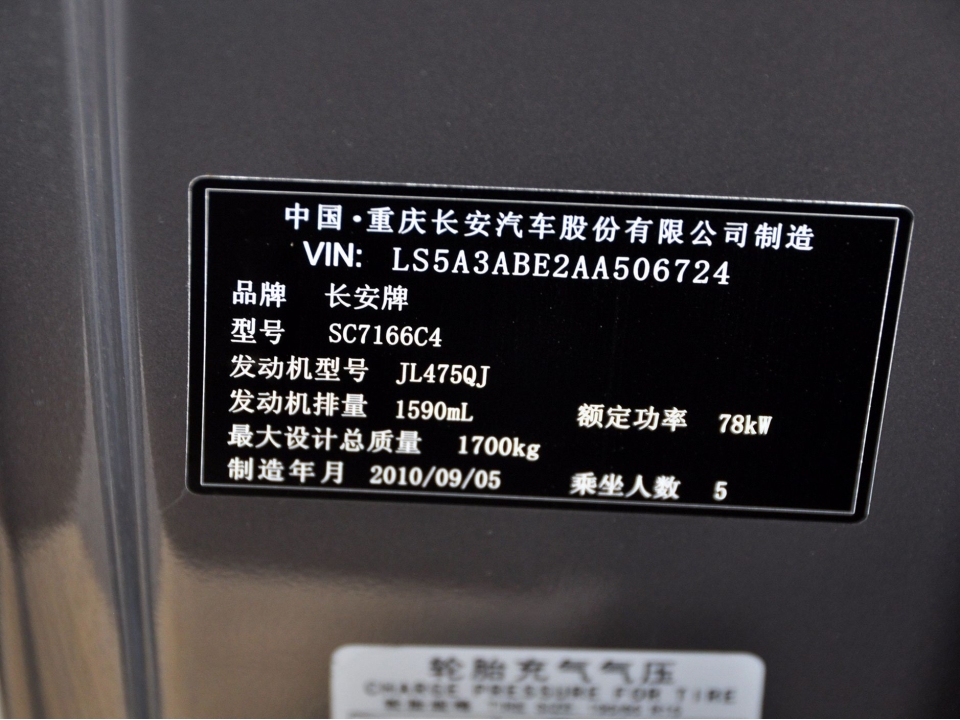 中国·重庆长安汽车股份有限公司制造
VIN: LS5A3ABE2AA506724
品牌 长安牌
型号 SC7166C4
发动机型号 JL475QJ
发动机排量 1590mL 额定功率 78kW
最大设计总质量 1700kg
制造年月 2010/09/05 乘坐人数 5
轮胎充气气压
CHARGE PRESSURE FOR TIRE
TIRE SIZE